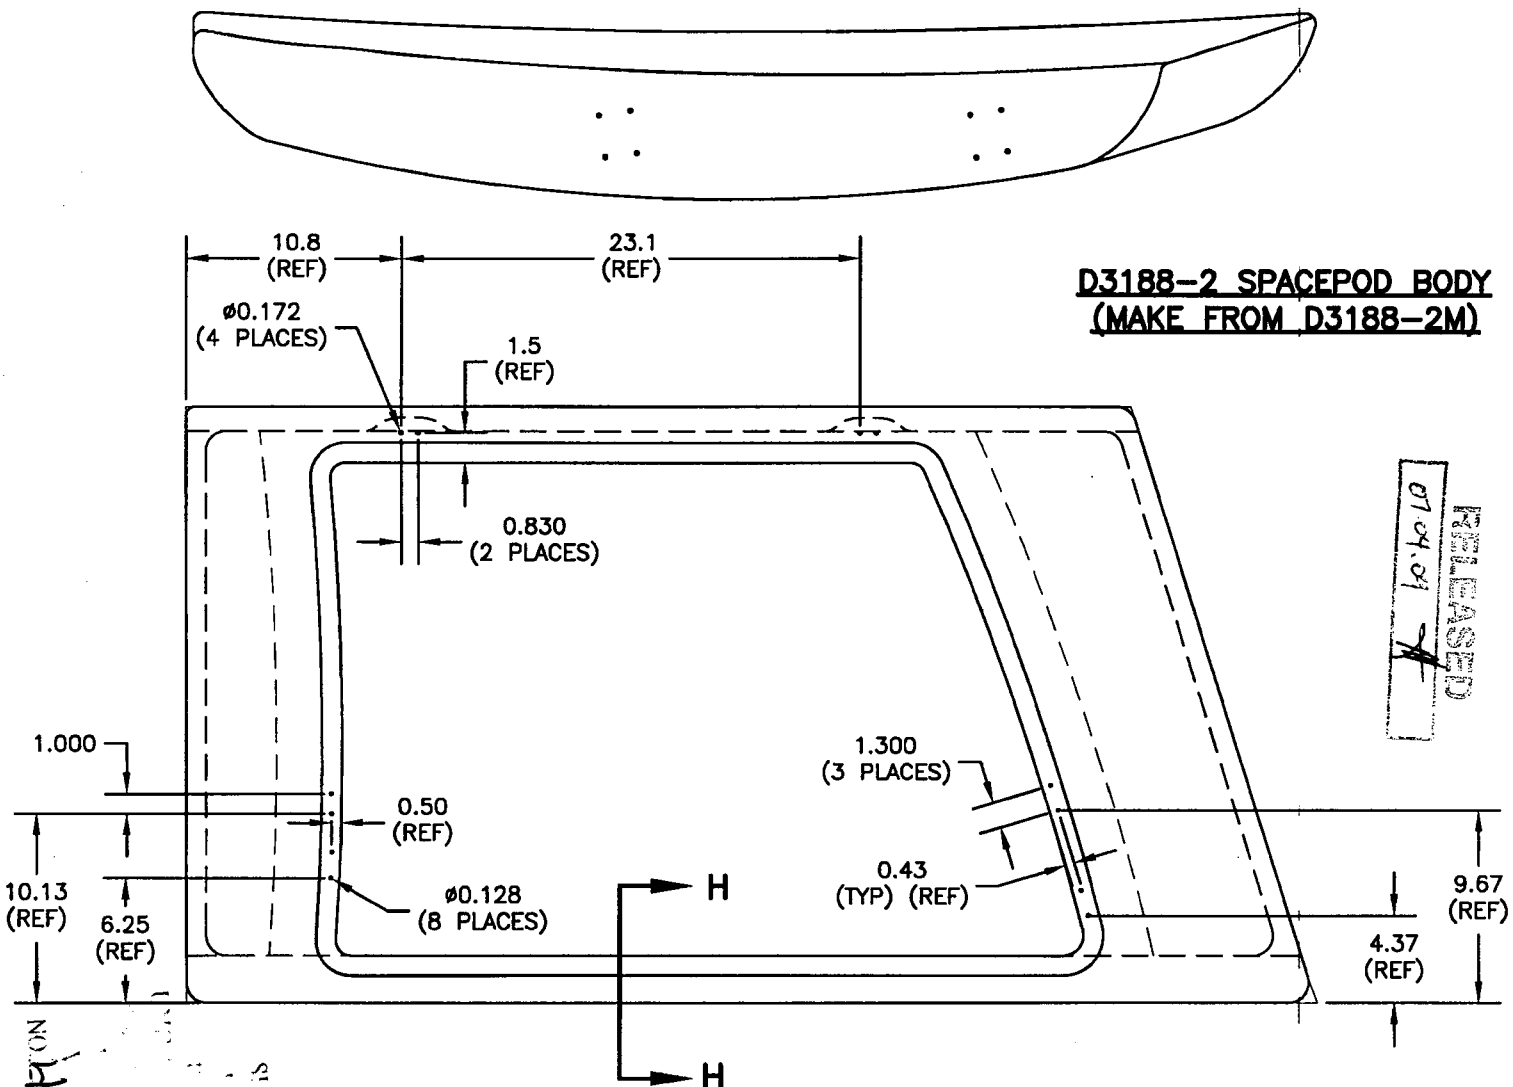 10.8
(REF)
23.1
(REF)
D3188-2 SPACEPOD BODY
(MAKE FROM D3188-2M)
ø0.172
(4 PLACES)
1.5
(REF)
0.830
(2 PLACES)
RELEASED
07.04.09
1.000
1.300
(3 PLACES)
0.50
(REF)
0.43
(TYP) (REF)
10.13
(REF)
6.25
(REF)
ø0.128
(8 PLACES)
H
9.67
(REF)
4.37
(REF)
H
NO.